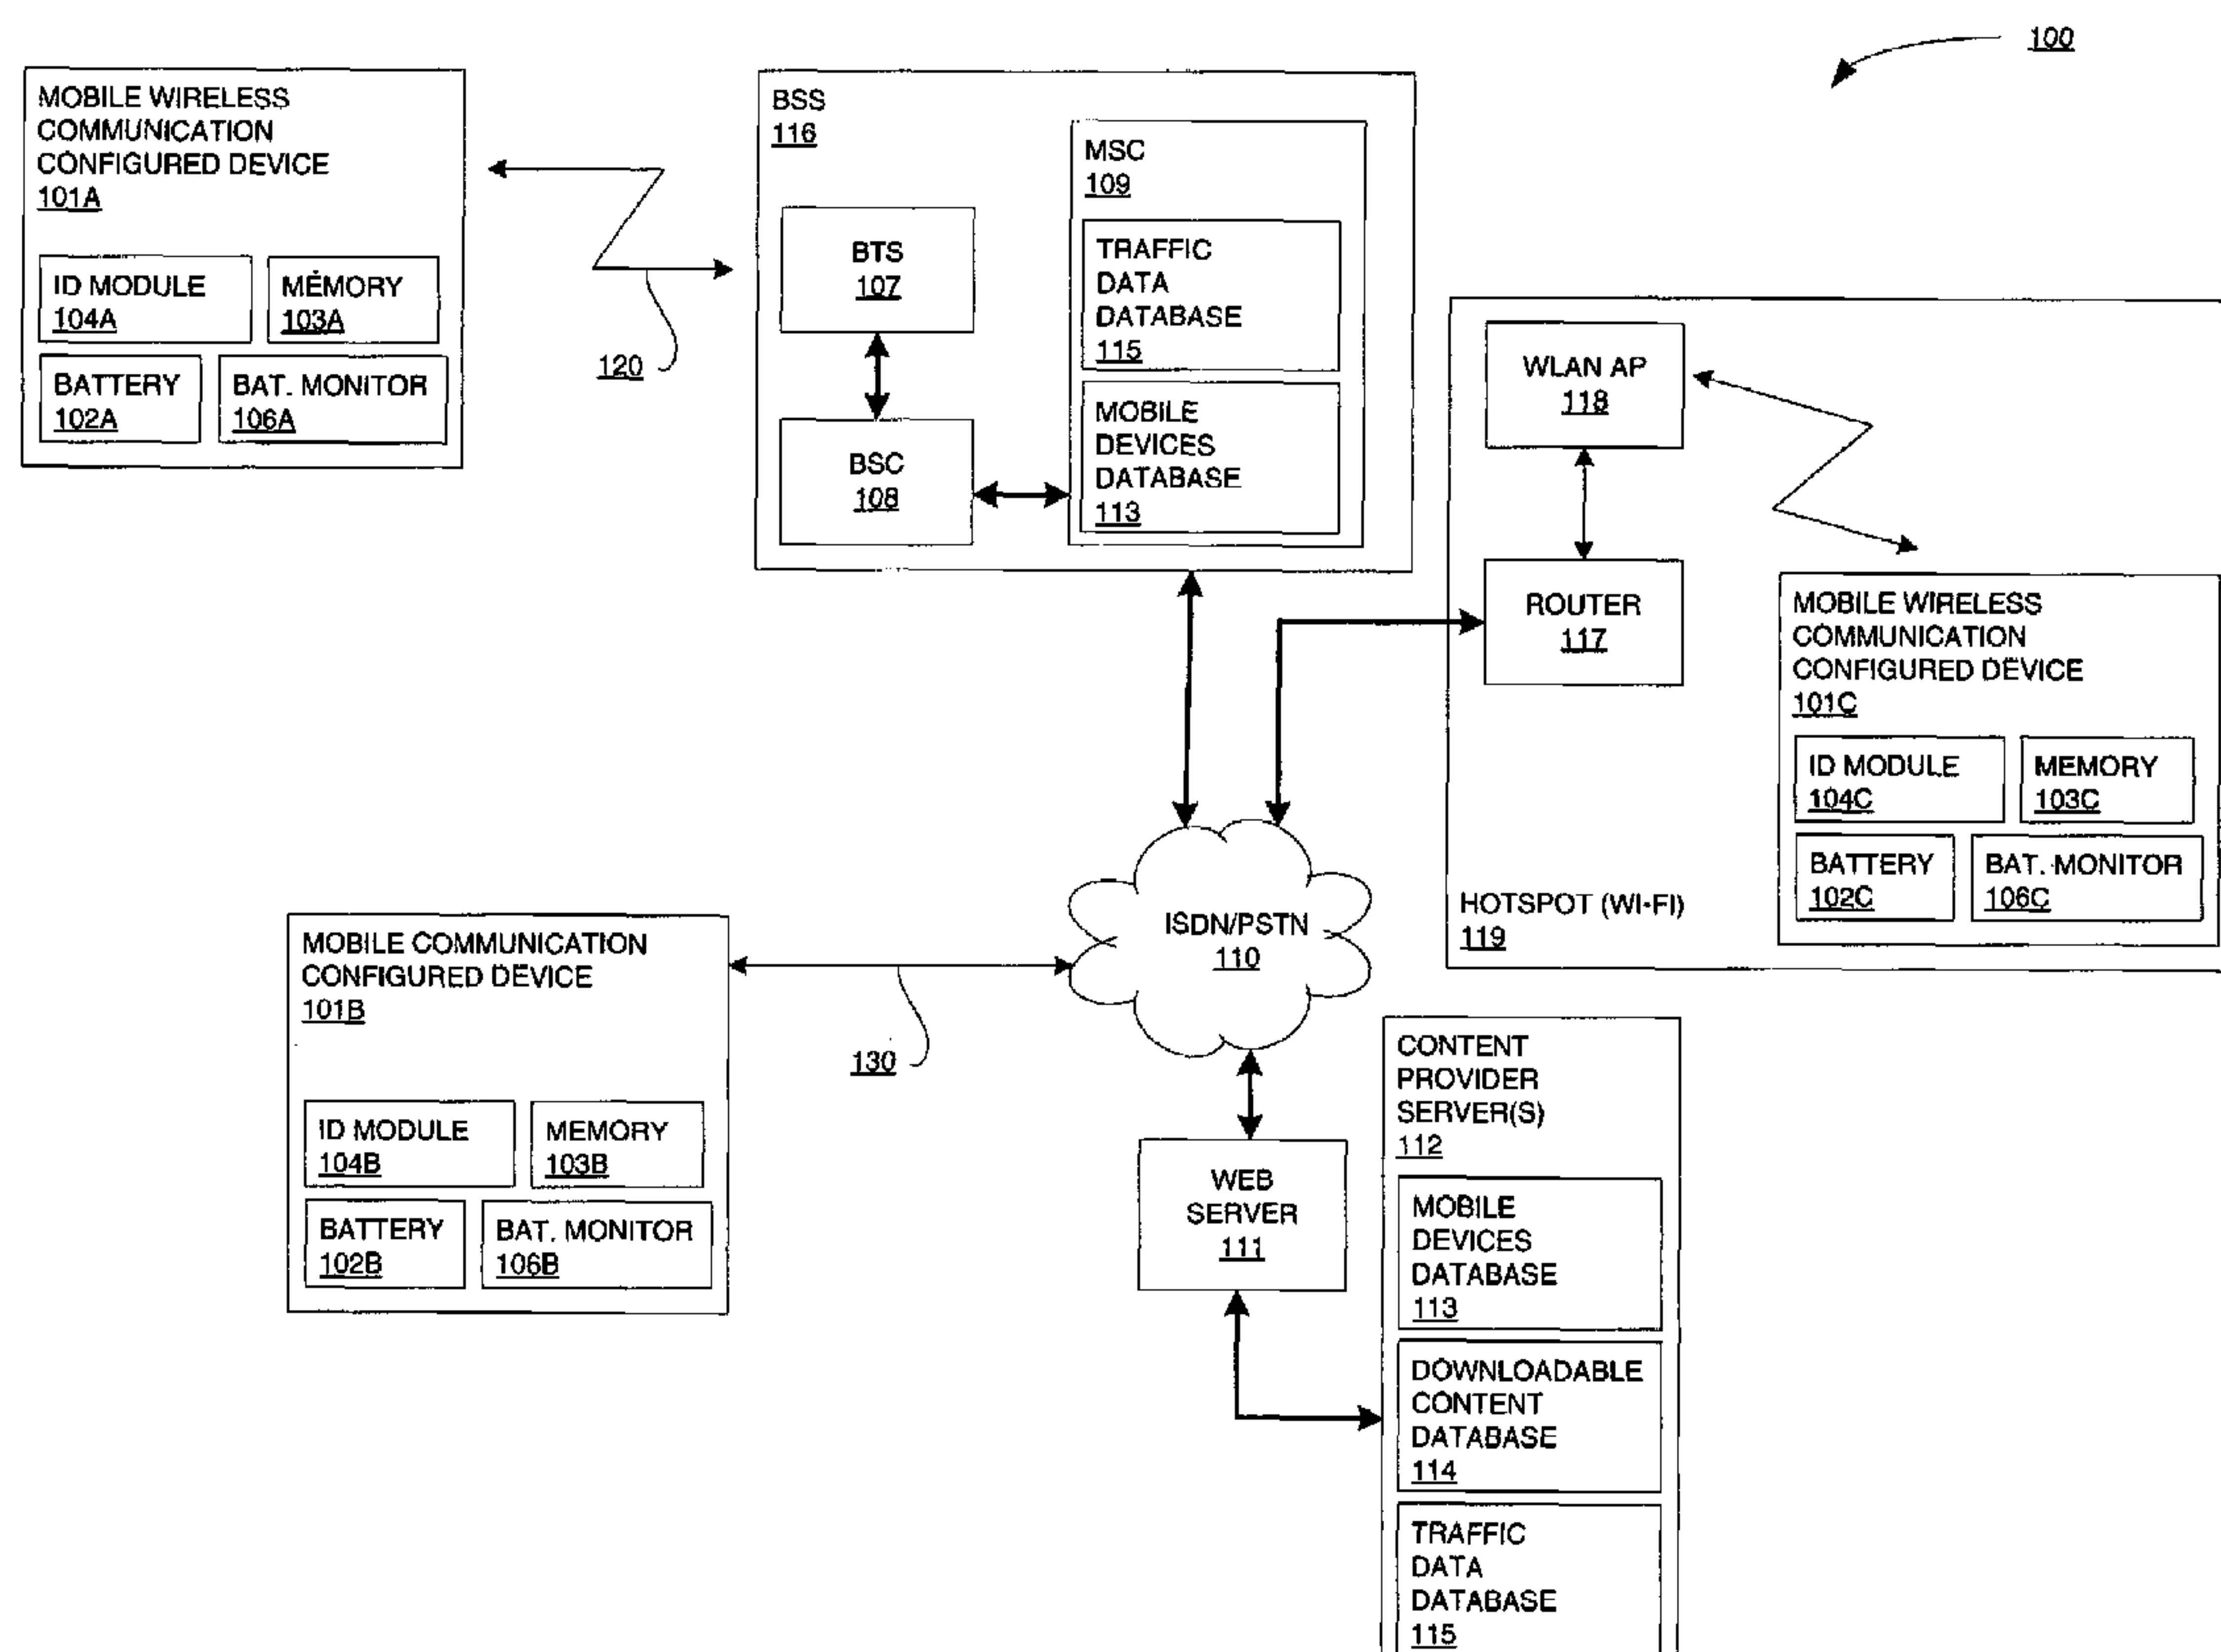 100
MOBILE WIRELESS
COMMUNICATION
CONFIGURED DEVICE
101A
ID MODULE
104A
MEMORY
103A
BATTERY
102A
BAT. MONITOR
106A
120
BSS
116
BTS
107
BSC
108
MSC
109
TRAFFIC
DATA
DATABASE
115
MOBILE
DEVICES
DATABASE
113
WLAN AP
118
ROUTER
117
HOTSPOT (WI-FI)
119
MOBILE WIRELESS
COMMUNICATION
CONFIGURED DEVICE
101C
ID MODULE
104C
MEMORY
103C
BATTERY
102C
BAT. MONITOR
106C
ISDN/PSTN
110
MOBILE COMMUNICATION
CONFIGURED DEVICE
101B
ID MODULE
104B
MEMORY
103B
BATTERY
102B
BAT. MONITOR
106B
130
WEB
SERVER
111
CONTENT
PROVIDER
SERVER(S)
112
MOBILE
DEVICES
DATABASE
113
DOWNLOADABLE
CONTENT
DATABASE
114
TRAFFIC
DATA
DATABASE
115